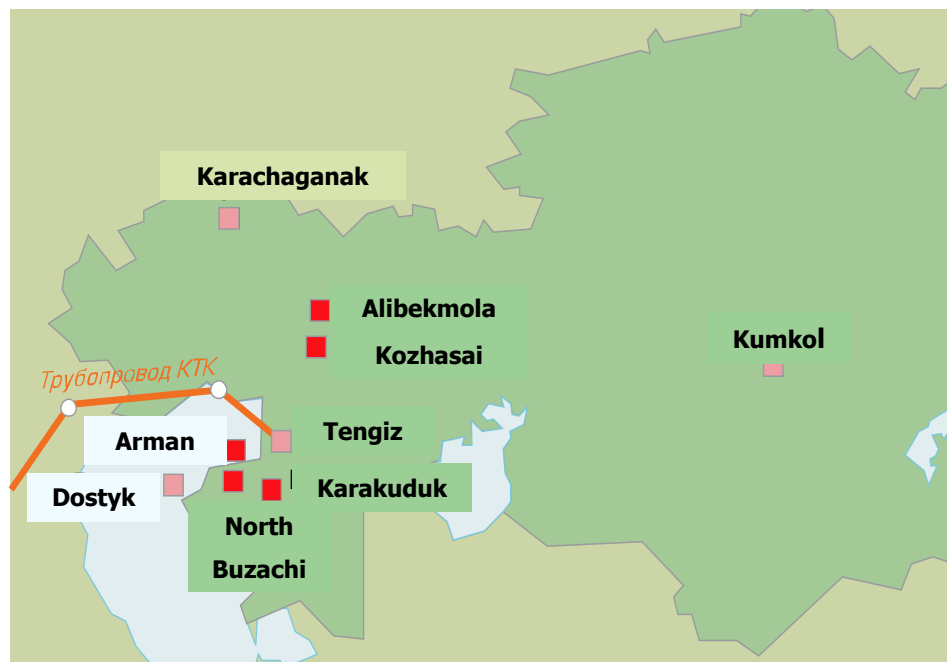 Karachaganak
Alibekmola
Kozhasai
Kumkol
Трубопровод КТК
Arman
Tengiz
Dostyk
Karakuduk
North
Buzachi